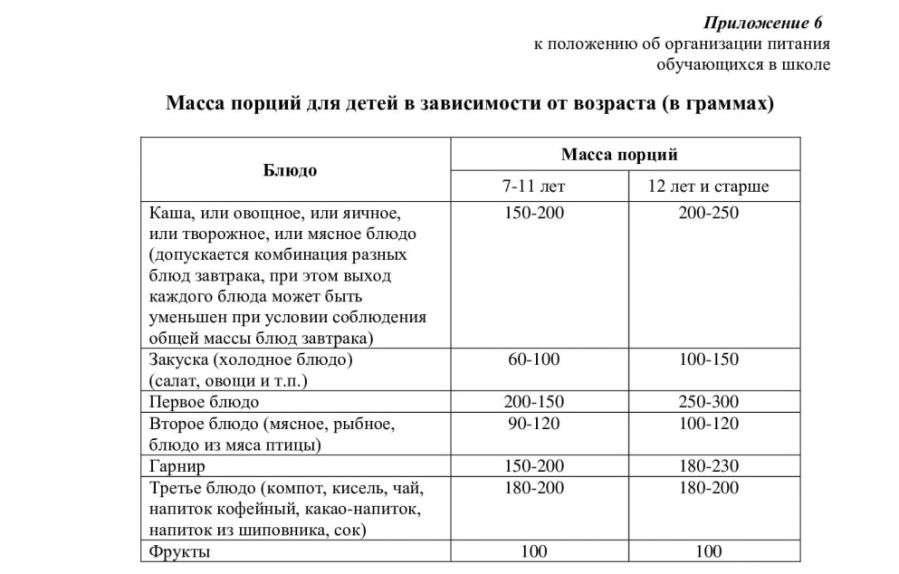 Приложение 6
к положению об организации питания
обучающихся в школе
Масса порций для детей в зависимости от возраста (в граммах)
Блюдо
Масса порций
7-11 лет
12 лет и старше
Каша, или овощное, или яичное,
или творожное, или мясное блюдо
(допускается комбинация разных
блюд завтрака, при этом выход
каждого блюда может быть
уменьшен при условии соблюдения
общей массы блюд завтрака)
150-200
200-250
Закуска (холодное блюдо)
(салат, овощи и т.п.)
60-100
100-150
Первое блюдо
200-150
250-300
Второе блюдо (мясное, рыбное,
блюдо из мяса птицы)
90-120
100-120
Гарнир
150-200
180-230
Третье блюдо (компот, кисель, чай,
напиток кофейный, какао-напиток,
напиток из шиповника, сок)
180-200
180-200
Фрукты
100
100